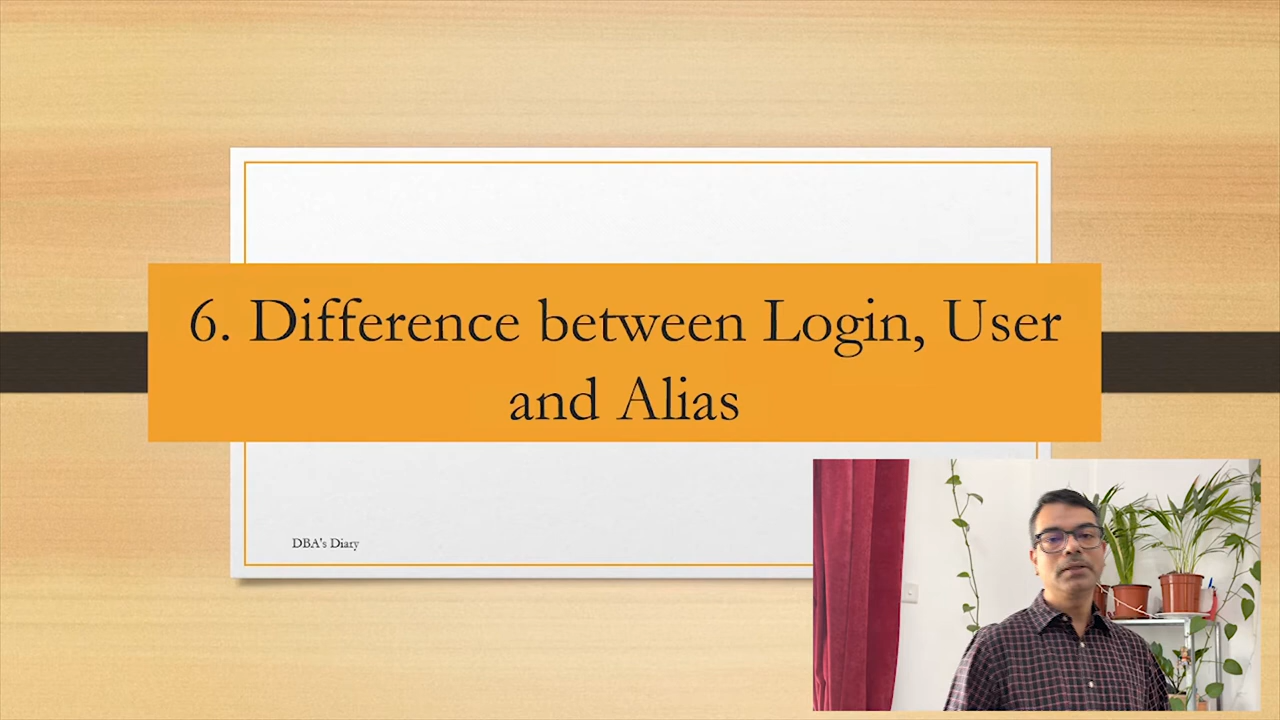 6. Difference between Login, User
and Alias
DBA's Diary